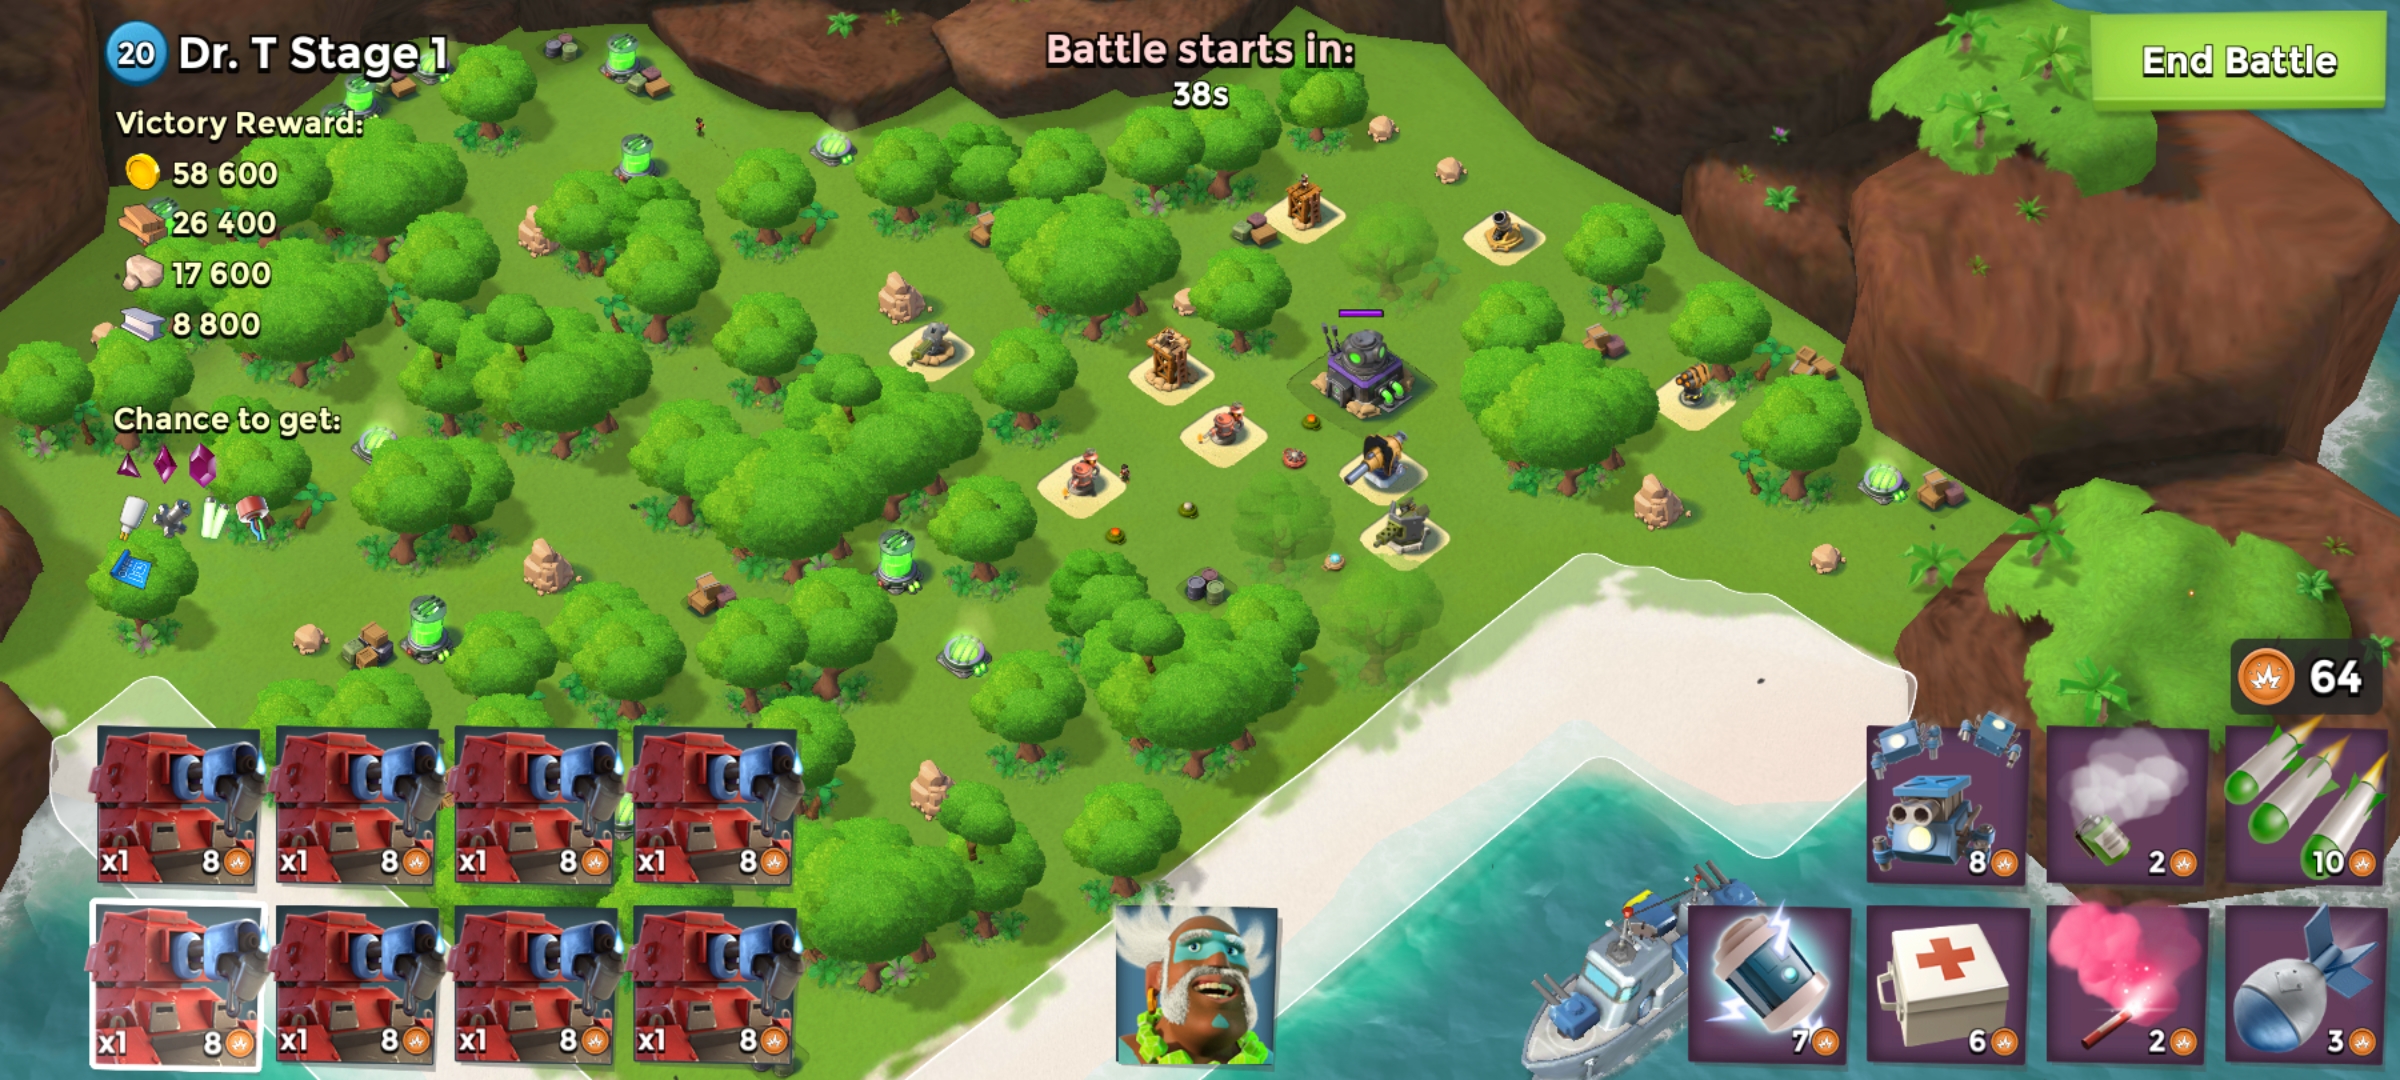 20 Dr. T Stage 1
Battle starts in:
38s
End Battle
Victory Reward:
58 600
26 400
17 600
8 800
Chance to get:
64
x1 8 x1 8 x1 8 x1 8
8 2 10
x1 8 x1 8 x1 8 x1 8
7 6 2 3